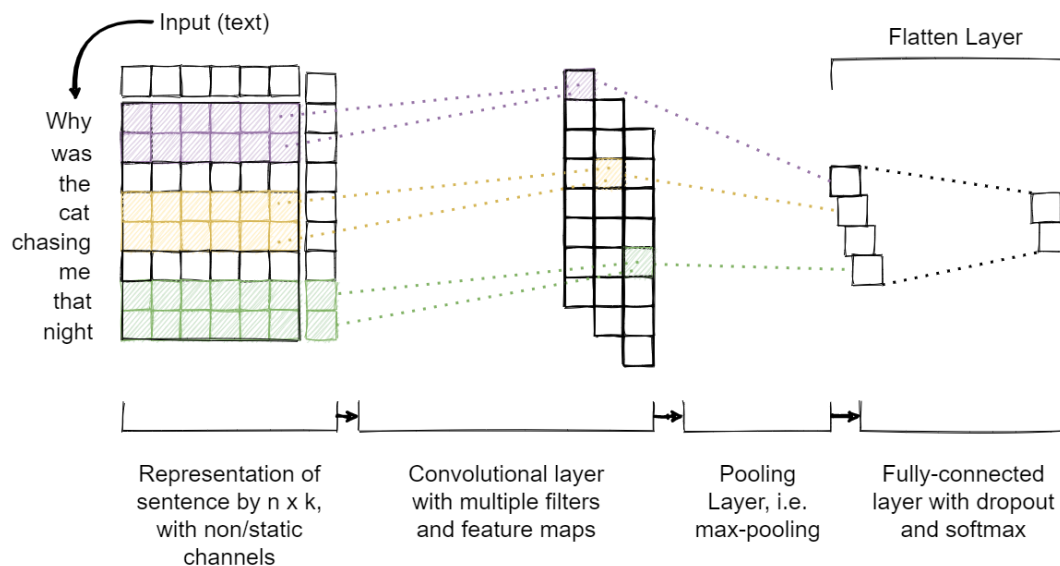 Input (text)
Flatten Layer
Why
was
the
cat
chasing
me
that
night
Representation of
sentence by n x k,
with non/static
channels
Convolutional layer
with multiple filters
and feature maps
Pooling
Layer, i.e.
max-pooling
Fully-connected
layer with dropout
and softmax